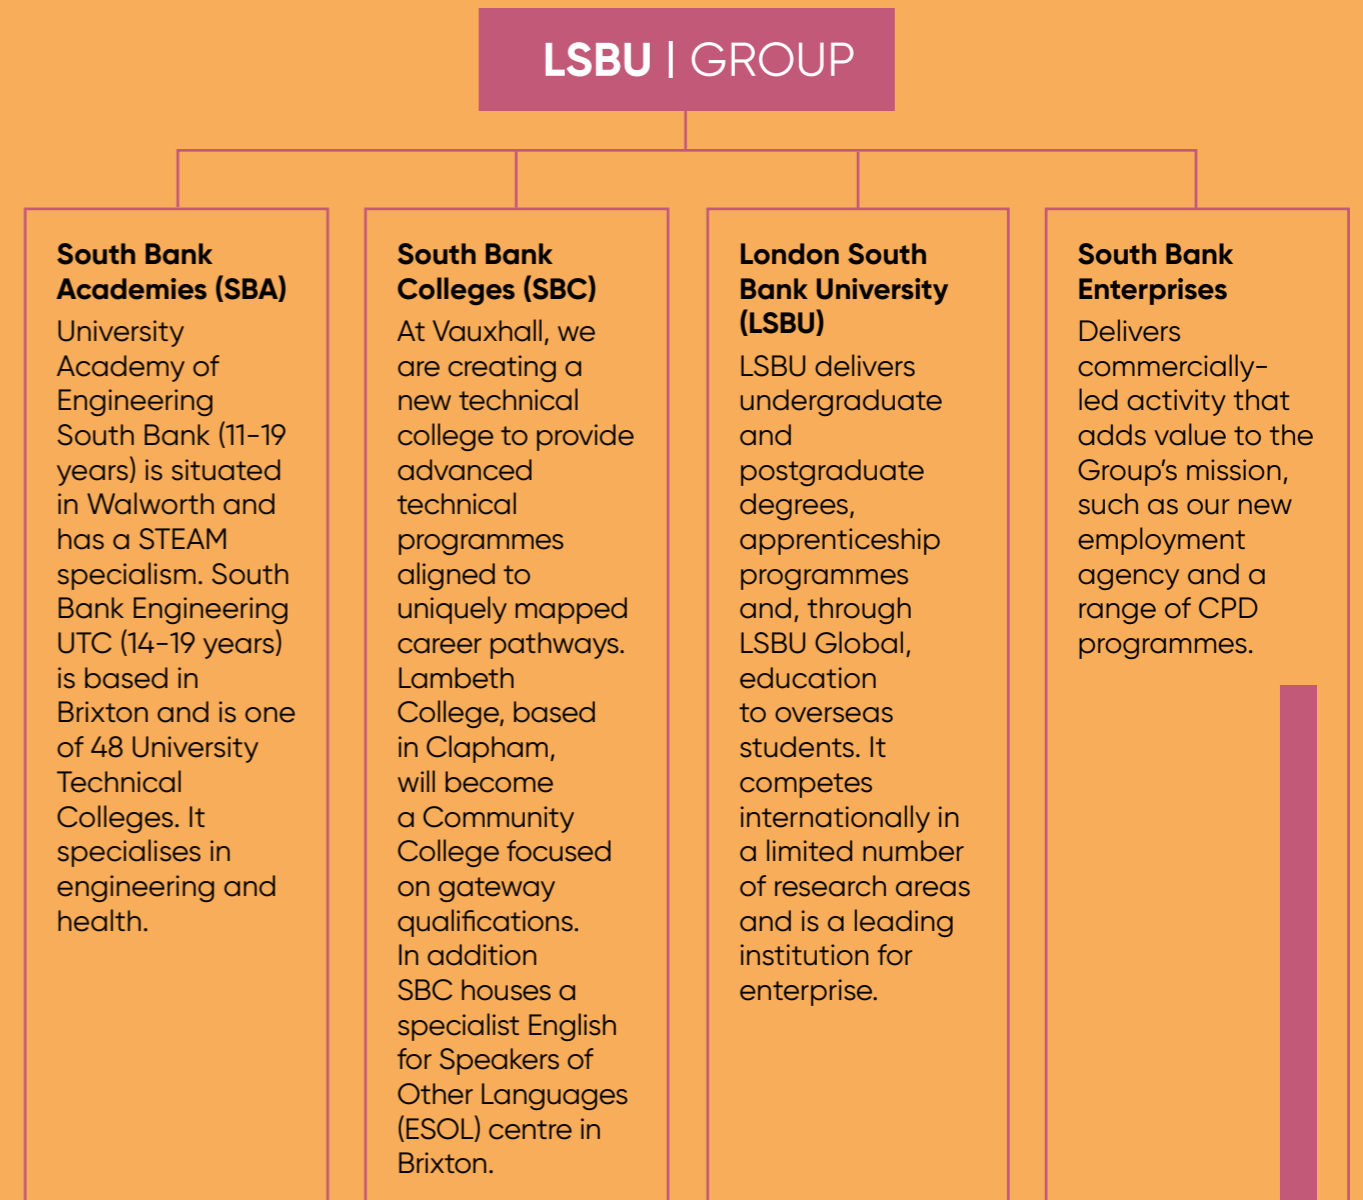 LSBU | GROUP
South Bank
Academies (SBA)
University
Academy of
Engineering
South Bank (11-19
years) is situated
in Walworth and
has a STEAM
specialism. South
Bank Engineering
UTC (14-19 years)
is based in
Brixton and is one
of 48 University
Technical
Colleges. It
specialises in
engineering and
health.
South Bank
Colleges (SBC)
At Vauxhall, we
are creating a
new technical
college to provide
advanced
technical
programmes
aligned to
uniquely mapped
career pathways.
Lambeth
College, based
in Clapham,
will become
a Community
College focused
on gateway
qualifications.
In addition
SBC houses a
specialist English
for Speakers of
Other Languages
(ESOL) centre in
Brixton.
London South
Bank University
(LSBU)
LSBU delivers
undergraduate
and
postgraduate
degrees,
apprenticeship
programmes
and, through
LSBU Global,
education
to overseas
students. It
competes
internationally in
a limited number
of research areas
and is a leading
institution for
enterprise.
South Bank
Enterprises
Delivers
commercially-
led activity that
adds value to the
Group's mission,
such as our new
employment
agency and a
range of CPD
programmes.